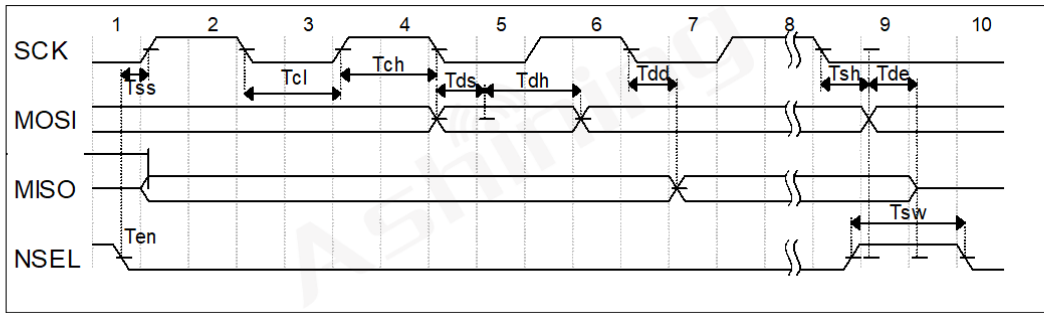 1 2 3 4 5 6 7 8 9 10
SCK
Tss Tcl Tch Tds Tdh Tdd Tsh Tde
MOSI
MISO
Tsw
Ten
NSEL
Ashining